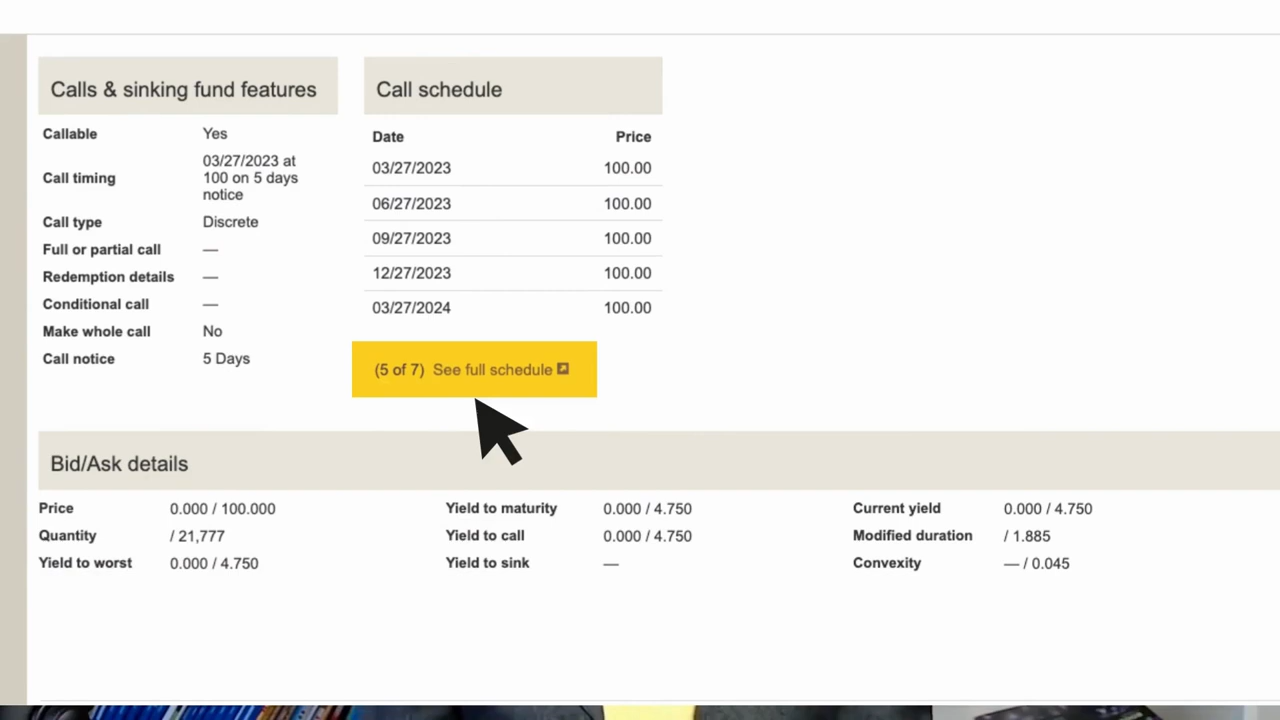 Calls & sinking fund features
Callable Yes
Call timing 03/27/2023 at
100 on 5 days
notice
Call type Discrete
Full or partial call —
Redemption details —
Conditional call —
Make whole call No
Call notice 5 Days
Call schedule
Date Price
03/27/2023 100.00
06/27/2023 100.00
09/27/2023 100.00
12/27/2023 100.00
03/27/2024 100.00
(5 of 7) See full schedule
Bid/Ask details
Price 0.000 / 100.000
Quantity / 21,777
Yield to worst 0.000 / 4.750
Yield to maturity 0.000 / 4.750
Yield to call 0.000 / 4.750
Yield to sink —
Current yield 0.000 / 4.750
Modified duration / 1.885
Convexity — / 0.045